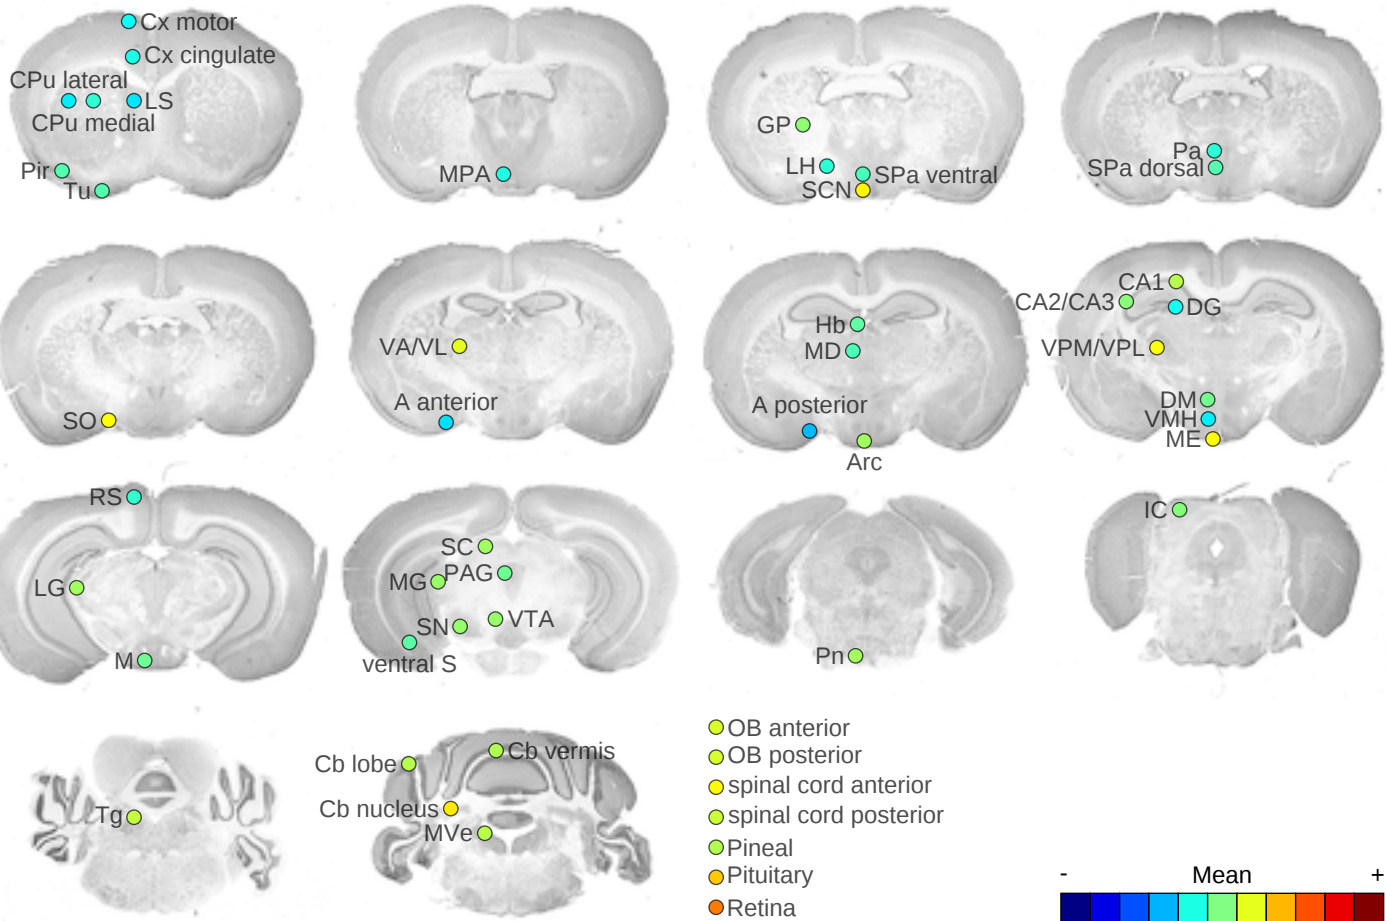 Cx motor
Cx cingulate
CPu lateral
LS
CPu medial
Pir
Tu
MPA
GP
LH
SPa ventral
SCN
Pa
SPa dorsal
SO
VA/VL
A anterior
Hb
MD
A posterior
Arc
CA1
CA2/CA3
DG
VPM/VPL
DM
VMH
ME
RS
LG
M
SC
MG
PAG
SN
VTA
ventral S
Pn
IC
Tg
Cb lobe
Cb vermis
Cb nucleus
MVe
OB anterior
OB posterior
spinal cord anterior
spinal cord posterior
Pineal
Pituitary
Retina
- Mean +